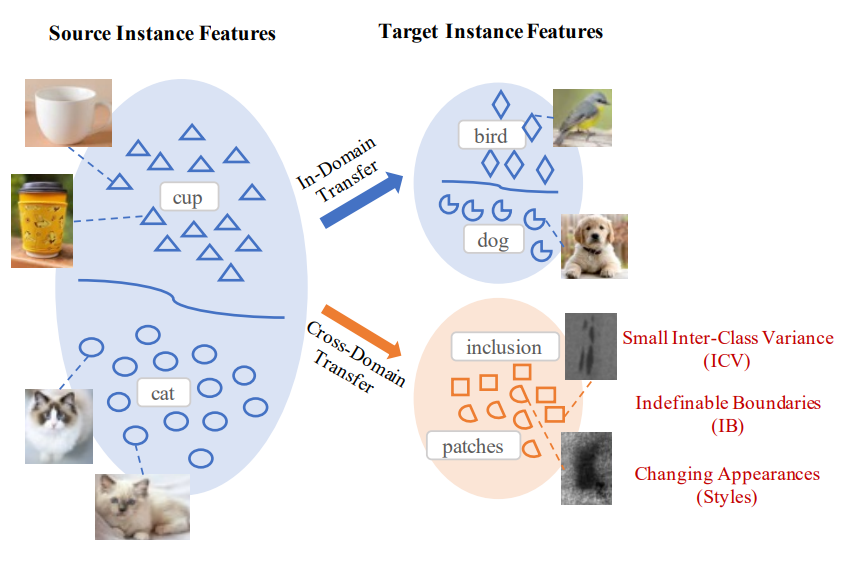 Source Instance Features
Target Instance Features
cup
cat
In-Domain
Transfer
Cross-Domain
Transfer
bird
dog
inclusion
patches
Small Inter-Class Variance
(ICV)
Indefinable Boundaries
(IB)
Changing Appearances
(Styles)